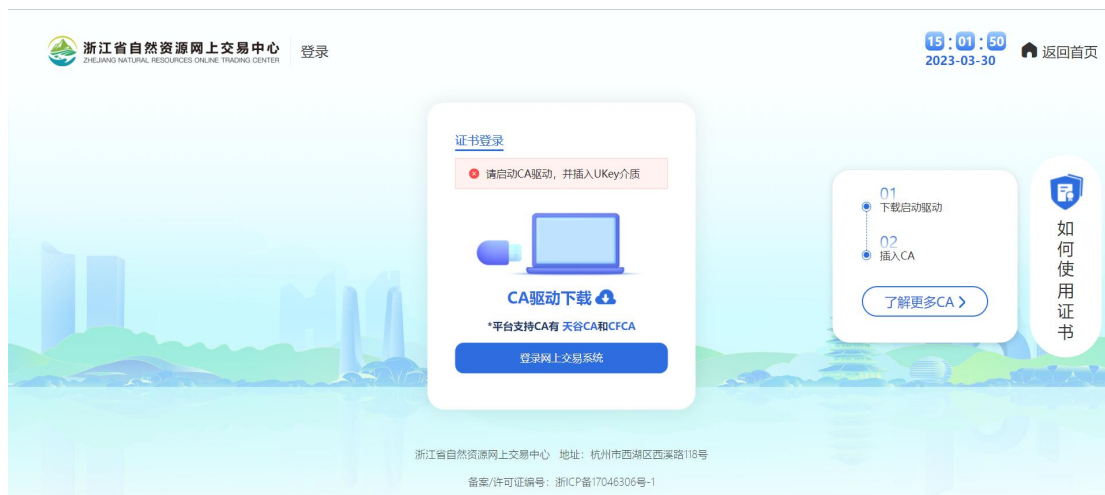 浙江省自然资源网上交易中心
ZHEJIANG NATURAL RESOURCES ONLINE TRADING CENTER
登录
15:01:50
2023-03-30
返回首页
证书登录
请启动CA驱动，并插入UKey介质
CA驱动下载
*平台支持CA有 天谷CA和CFCA
登录网上交易系统
01
下载启动驱动
02
插入CA
了解更多CA
如何使用证书
浙江省自然资源网上交易中心 地址：杭州市西湖区西溪路118号
备案/许可证编号：浙ICP备17046306号-1